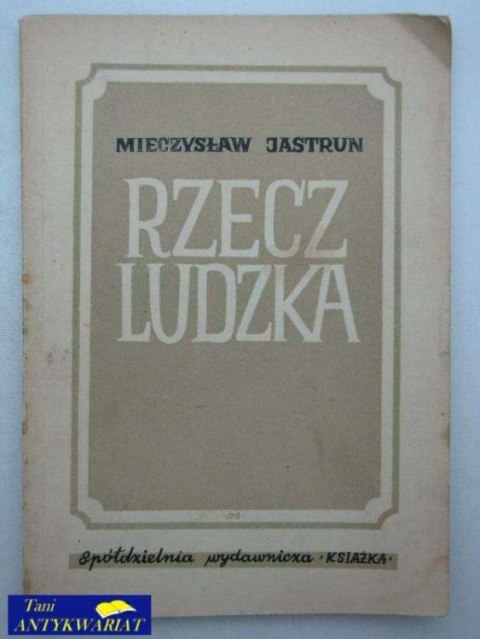 MIECZYSŁAW JASTRUN
RZECZ
LUDZKA
Spółdzielnia wydawnicza "KSIĄŻKA"
Tani
ANTYKWARIAT